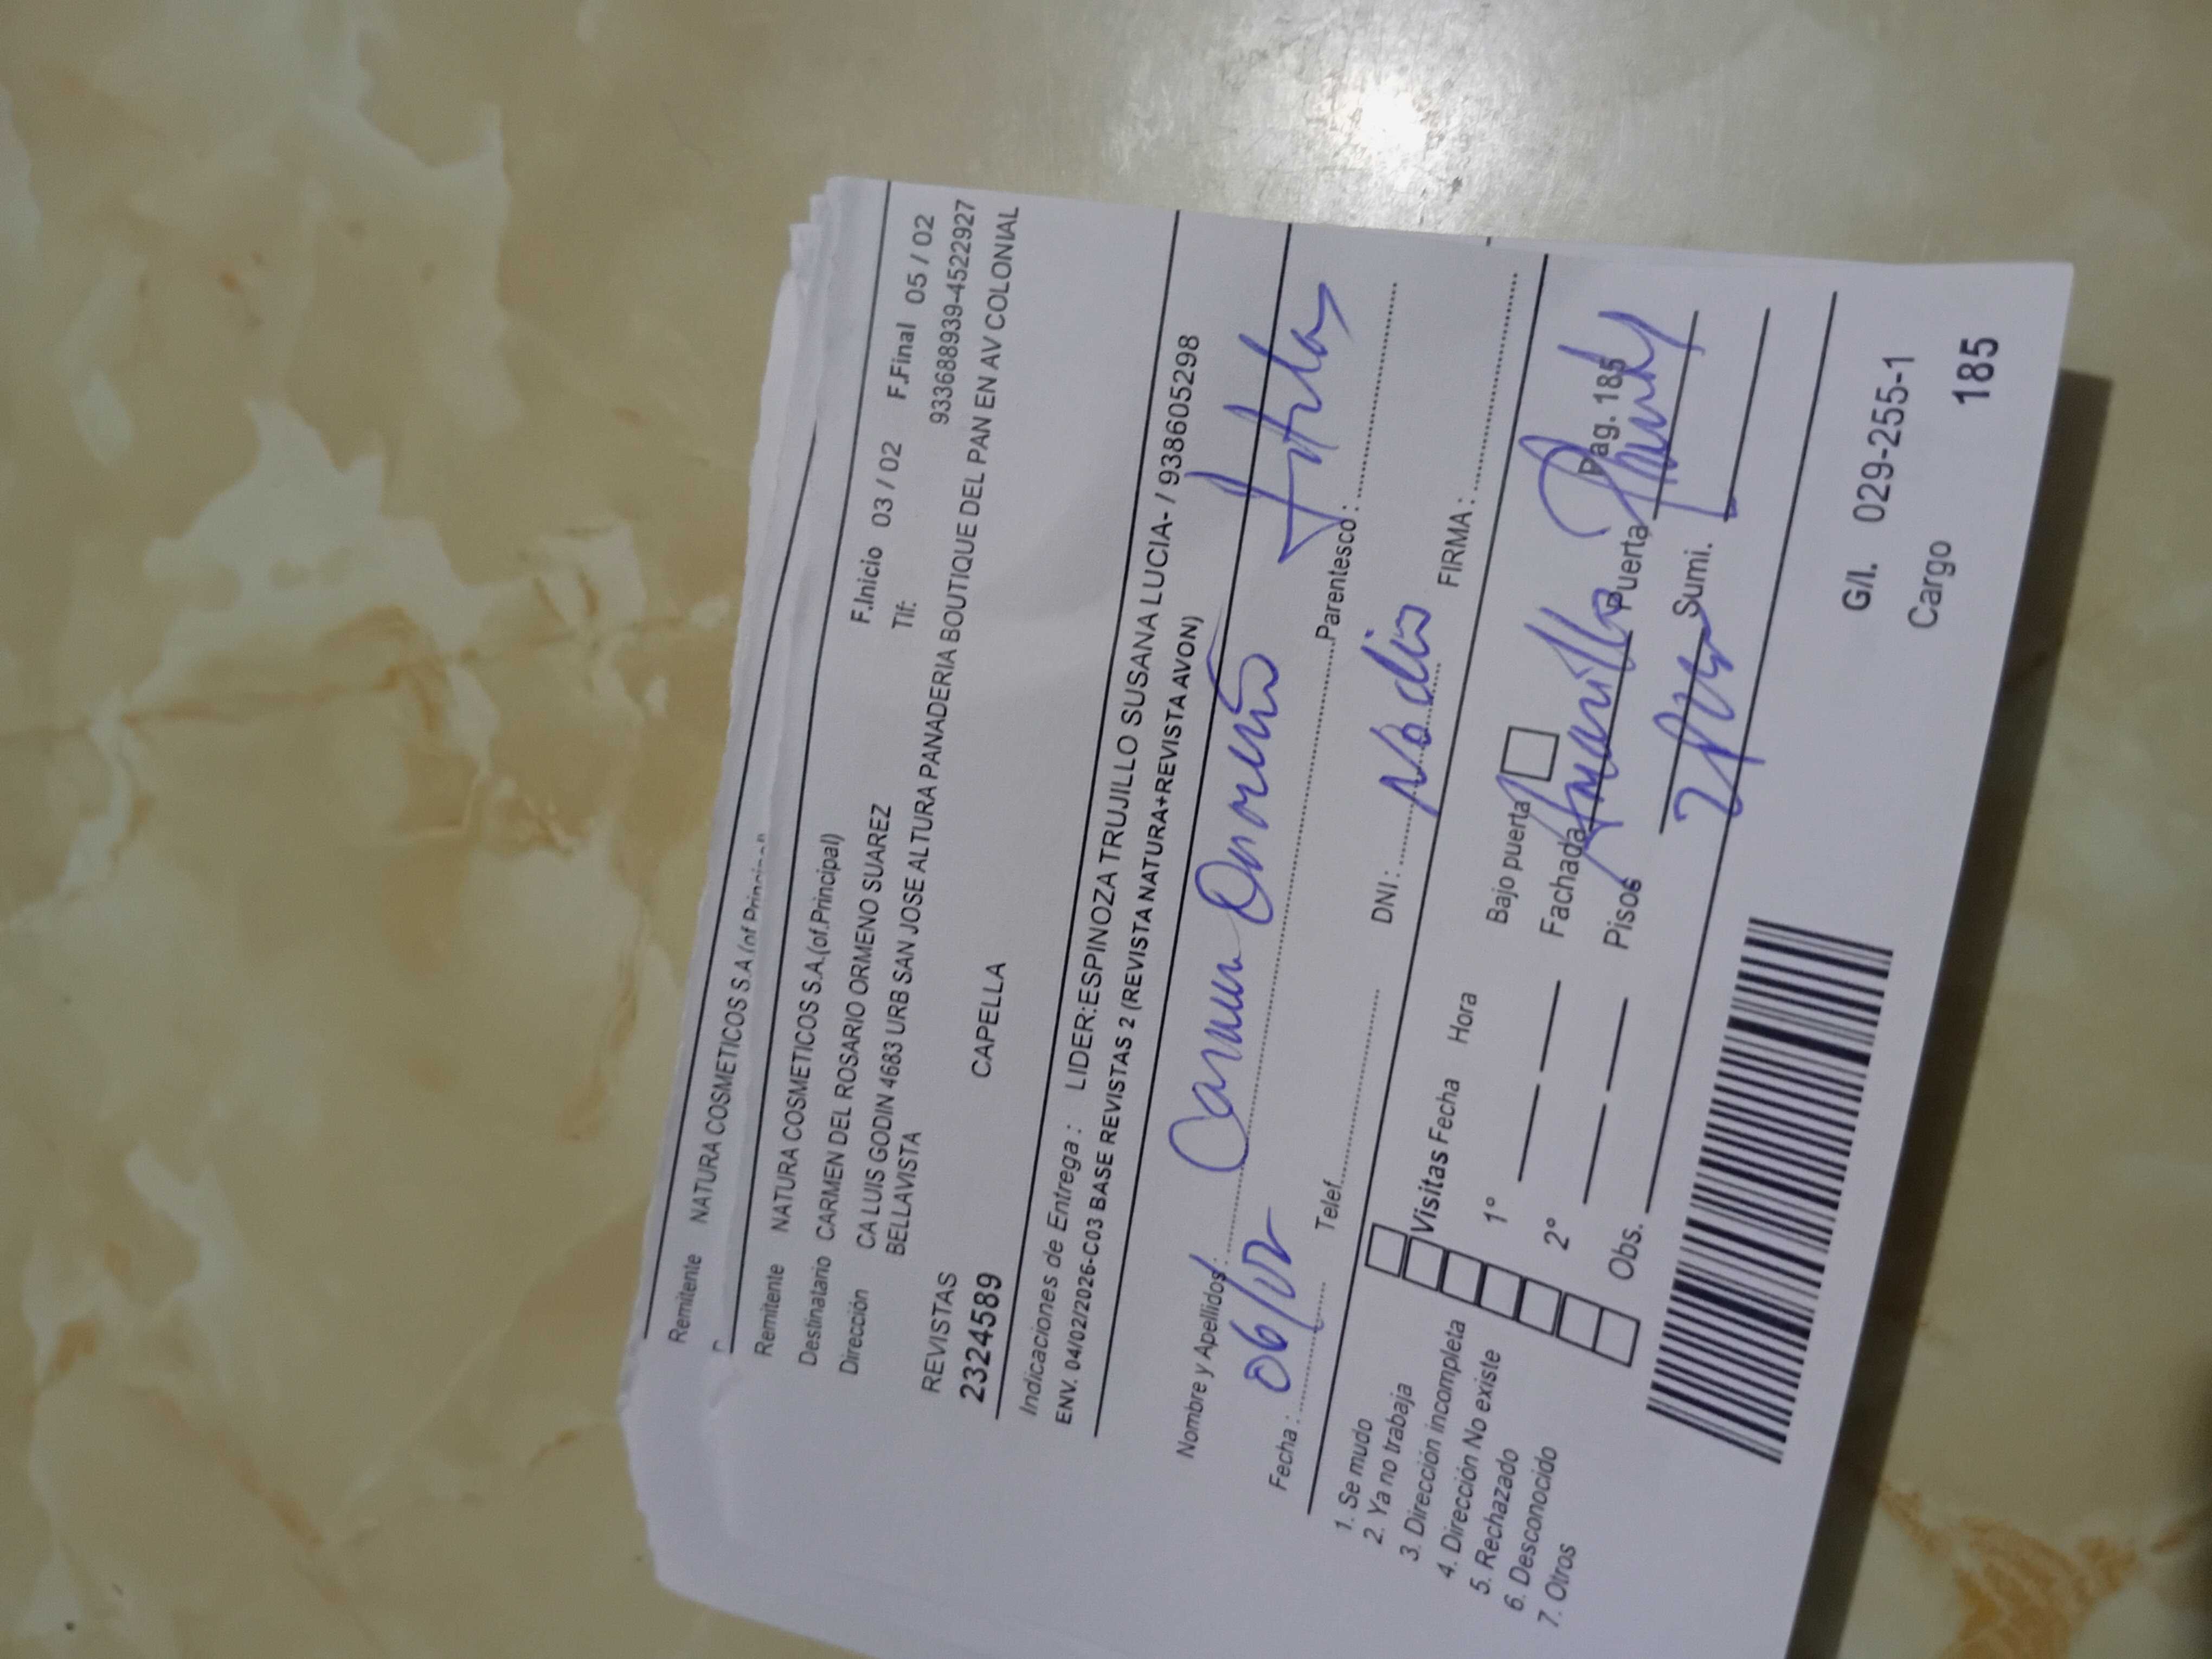 Remitente NATURA COSMETICOS S.A.(of.Principal)
Remitente NATURA COSMETICOS S.A.(of.Principal)
Destinatario CARMEN DEL ROSARIO ORMENO SUAREZ F.Inicio 03 / 02 F.Final 05 / 02
Dirección CA LUIS GODIN 4683 URB SAN JOSE ALTURA PANADERIA BOUTIQUE DEL PAN EN AV COLONIAL
Tlf: 933688939-4522927
BELLAVISTA
REVISTAS
2324589 CAPELLA
Indicaciones de Entrega : LIDER:ESPINOZA TRUJILLO SUSANA LUCIA- / 938605298
ENV. 04/02/2026-C03 BASE REVISTAS 2 (REVISTA NATURA+REVISTA AVON)
Nombre y Apellidos: Carmen Ormeño
Fecha : 06/02 Telef. Parentesco :
DNI : No dio FIRMA :
1. Se mudo
2. Ya no trabaja
3. Dirección incompleta
4. Dirección No existe
5. Rechazado
6. Desconocido
7. Otros
Visitas Fecha Hora
1°
2°
Obs.
Bajo puerta
Fachada Amarillo Puerta Pag. 185
Pisos Sumi.
G/I. 029-255-1
Cargo 185